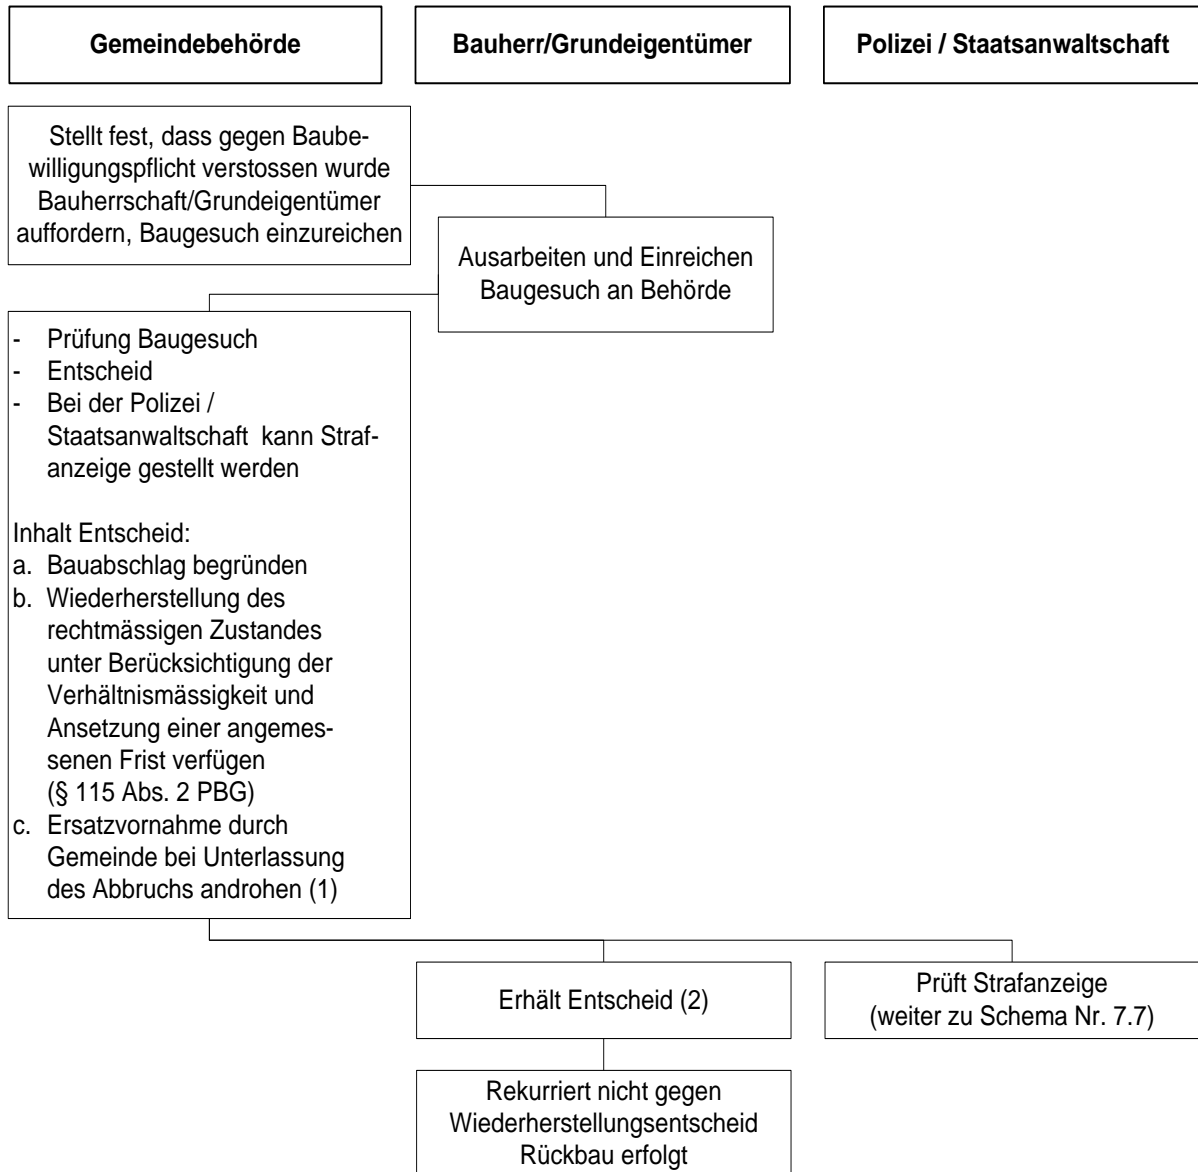 Gemeindebehörde
Bauherr/Grundeigentümer
Polizei / Staatsanwaltschaft
Stellt fest, dass gegen Baube-
willigungspflicht verstossen wurde
Bauherrschaft/Grundeigentümer
auffordern, Baugesuch einzureichen
Ausarbeiten und Einreichen
Baugesuch an Behörde
- Prüfung Baugesuch
- Entscheid
- Bei der Polizei /
Staatsanwaltschaft kann Straf-
anzeige gestellt werden
Inhalt Entscheid:
a. Bauabschlag begründen
b. Wiederherstellung des
rechtmässigen Zustandes
unter Berücksichtigung der
Verhältnismässigkeit und
Ansetzung einer angemes-
senen Frist verfügen
(§ 115 Abs. 2 PBG)
c. Ersatzvornahme durch
Gemeinde bei Unterlassung
des Abbruchs androhen (1)
Erhält Entscheid (2)
Prüft Strafanzeige
(weiter zu Schema Nr. 7.7)
Rekurriert nicht gegen
Wiederherstellungsentscheid
Rückbau erfolgt